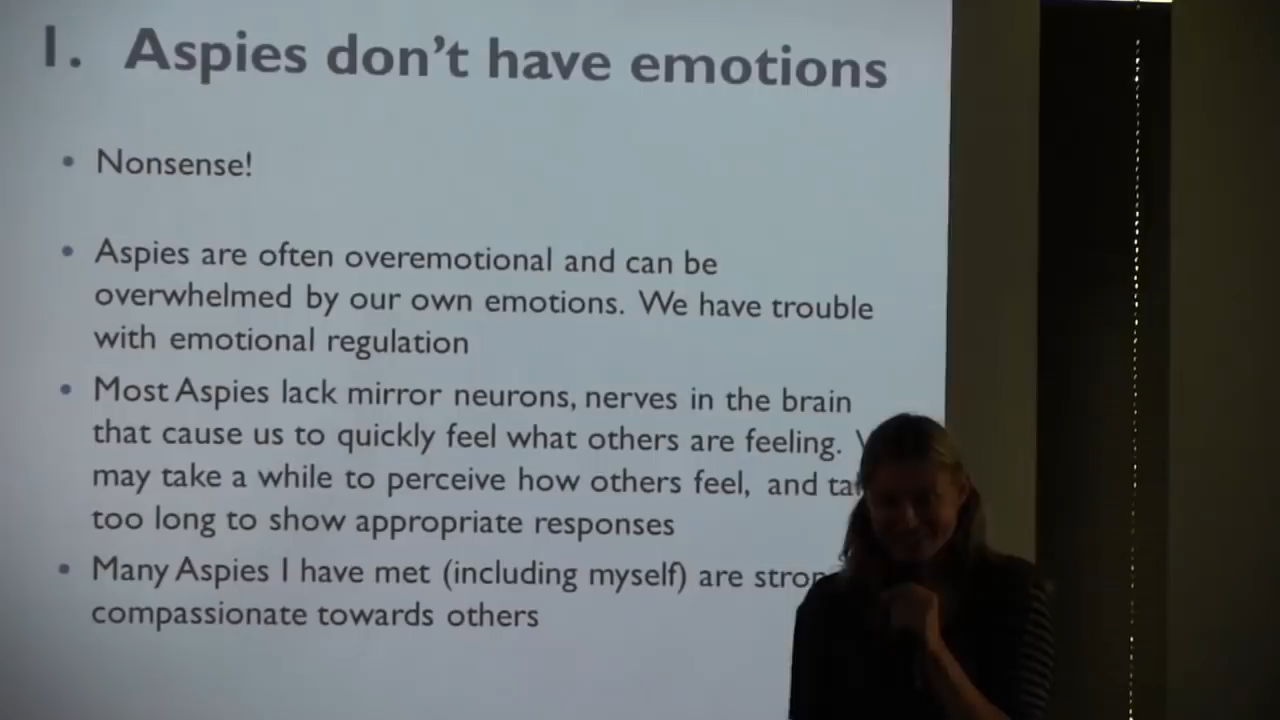 1. Aspies don't have emotions
• Nonsense!
• Aspies are often overemotional and can be
overwhelmed by our own emotions. We have trouble
with emotional regulation
• Most Aspies lack mirror neurons, nerves in the brain
that cause us to quickly feel what others are feeling.
may take a while to perceive how others feel, and
too long to show appropriate responses
• Many Aspies I have met (including myself) are
compassionate towards others